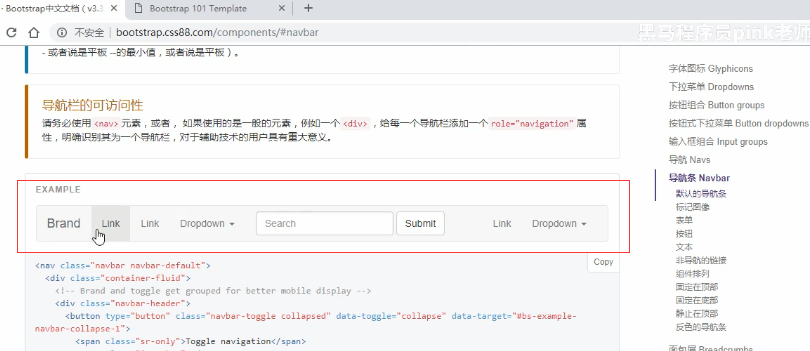 · Bootstrap中文文档（v3.3
Bootstrap 101 Template
不安全 | bootstrap.css88.com/components/#navbar
黑马程序员pink老师
- 或者说是平板 --的最小值，或者说是平板）。
导航栏的可访问性
请务必使用 <nav> 元素，或者，如果使用的是一般的元素，例如一个 <div> ，给每一个导航栏添加一个 role="navigation" 属
性，明确识别其为一个导航栏，对于辅助技术的用户具有重大意义。
EXAMPLE
Brand Link Link Dropdown Search Submit Link Dropdown
Copy
<nav class="navbar navbar-default">
<div class="container-fluid">
<!-- Brand and toggle get grouped for better mobile display -->
<div class="navbar-header">
<button type="button" class="navbar-toggle collapsed" data-toggle="collapse" data-target="#bs-example-
navbar-collapse-1">
<span class="sr-only">Toggle navigation</span>
字体图标 Glyphicons
下拉菜单 Dropdowns
按钮组合 Button groups
按钮式下拉菜单 Button dropdowns
输入框组合 Input groups
导航 Navs
导航条 Navbar
默认的导航条
标记图像
表单
按钮
文本
非导航的链接
组件排列
固定在顶部
固定在底部
静止在顶部
反色的导航条
面包屑 Breadcrumbs